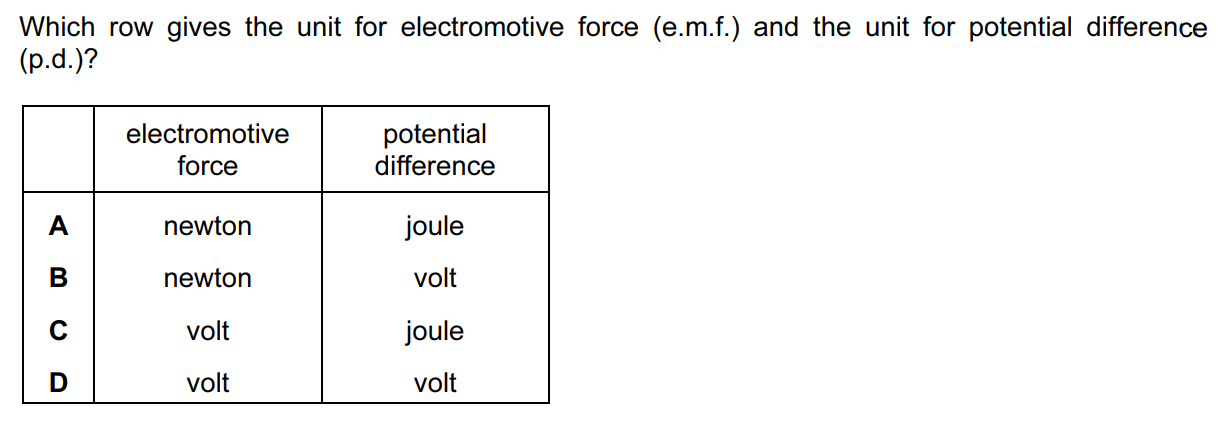 Which row gives the unit for electromotive force (e.m.f.) and the unit for potential difference
(p.d.)?
electromotive force potential difference
A newton joule
B newton volt
C volt joule
D volt volt